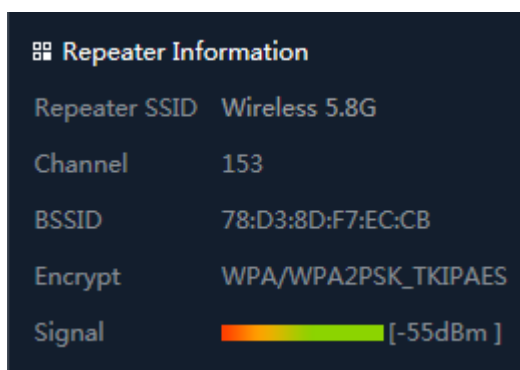 Repeater Information
Repeater SSID Wireless 5.8G
Channel 153
BSSID 78:D3:8D:F7:EC:CB
Encrypt WPA/WPA2PSK_TKIPAES
Signal [-55dBm ]